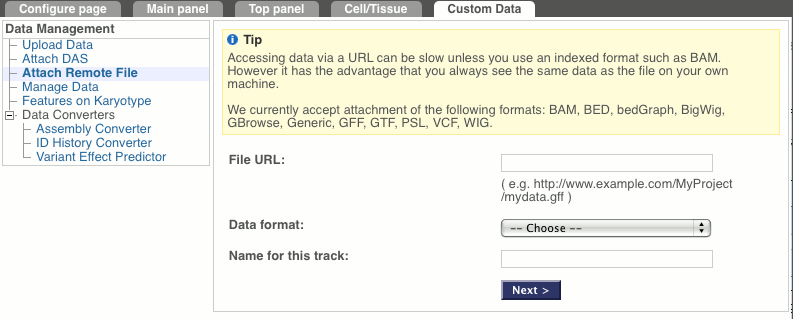 Configure page Main panel Top panel Cell/Tissue Custom Data
Data Management
Upload Data
Attach DAS
Attach Remote File
Manage Data
Features on Karyotype
Data Converters
Assembly Converter
ID History Converter
Variant Effect Predictor
Tip
Accessing data via a URL can be slow unless you use an indexed format such as BAM.
However it has the advantage that you always see the same data as the file on your own
machine.
We currently accept attachment of the following formats: BAM, BED, bedGraph, BigWig,
GBrowse, Generic, GFF, GTF, PSL, VCF, WIG.
File URL:
( e.g. http://www.example.com/MyProject
/mydata.gff )
Data format:
-- Choose --
Name for this track:
Next >